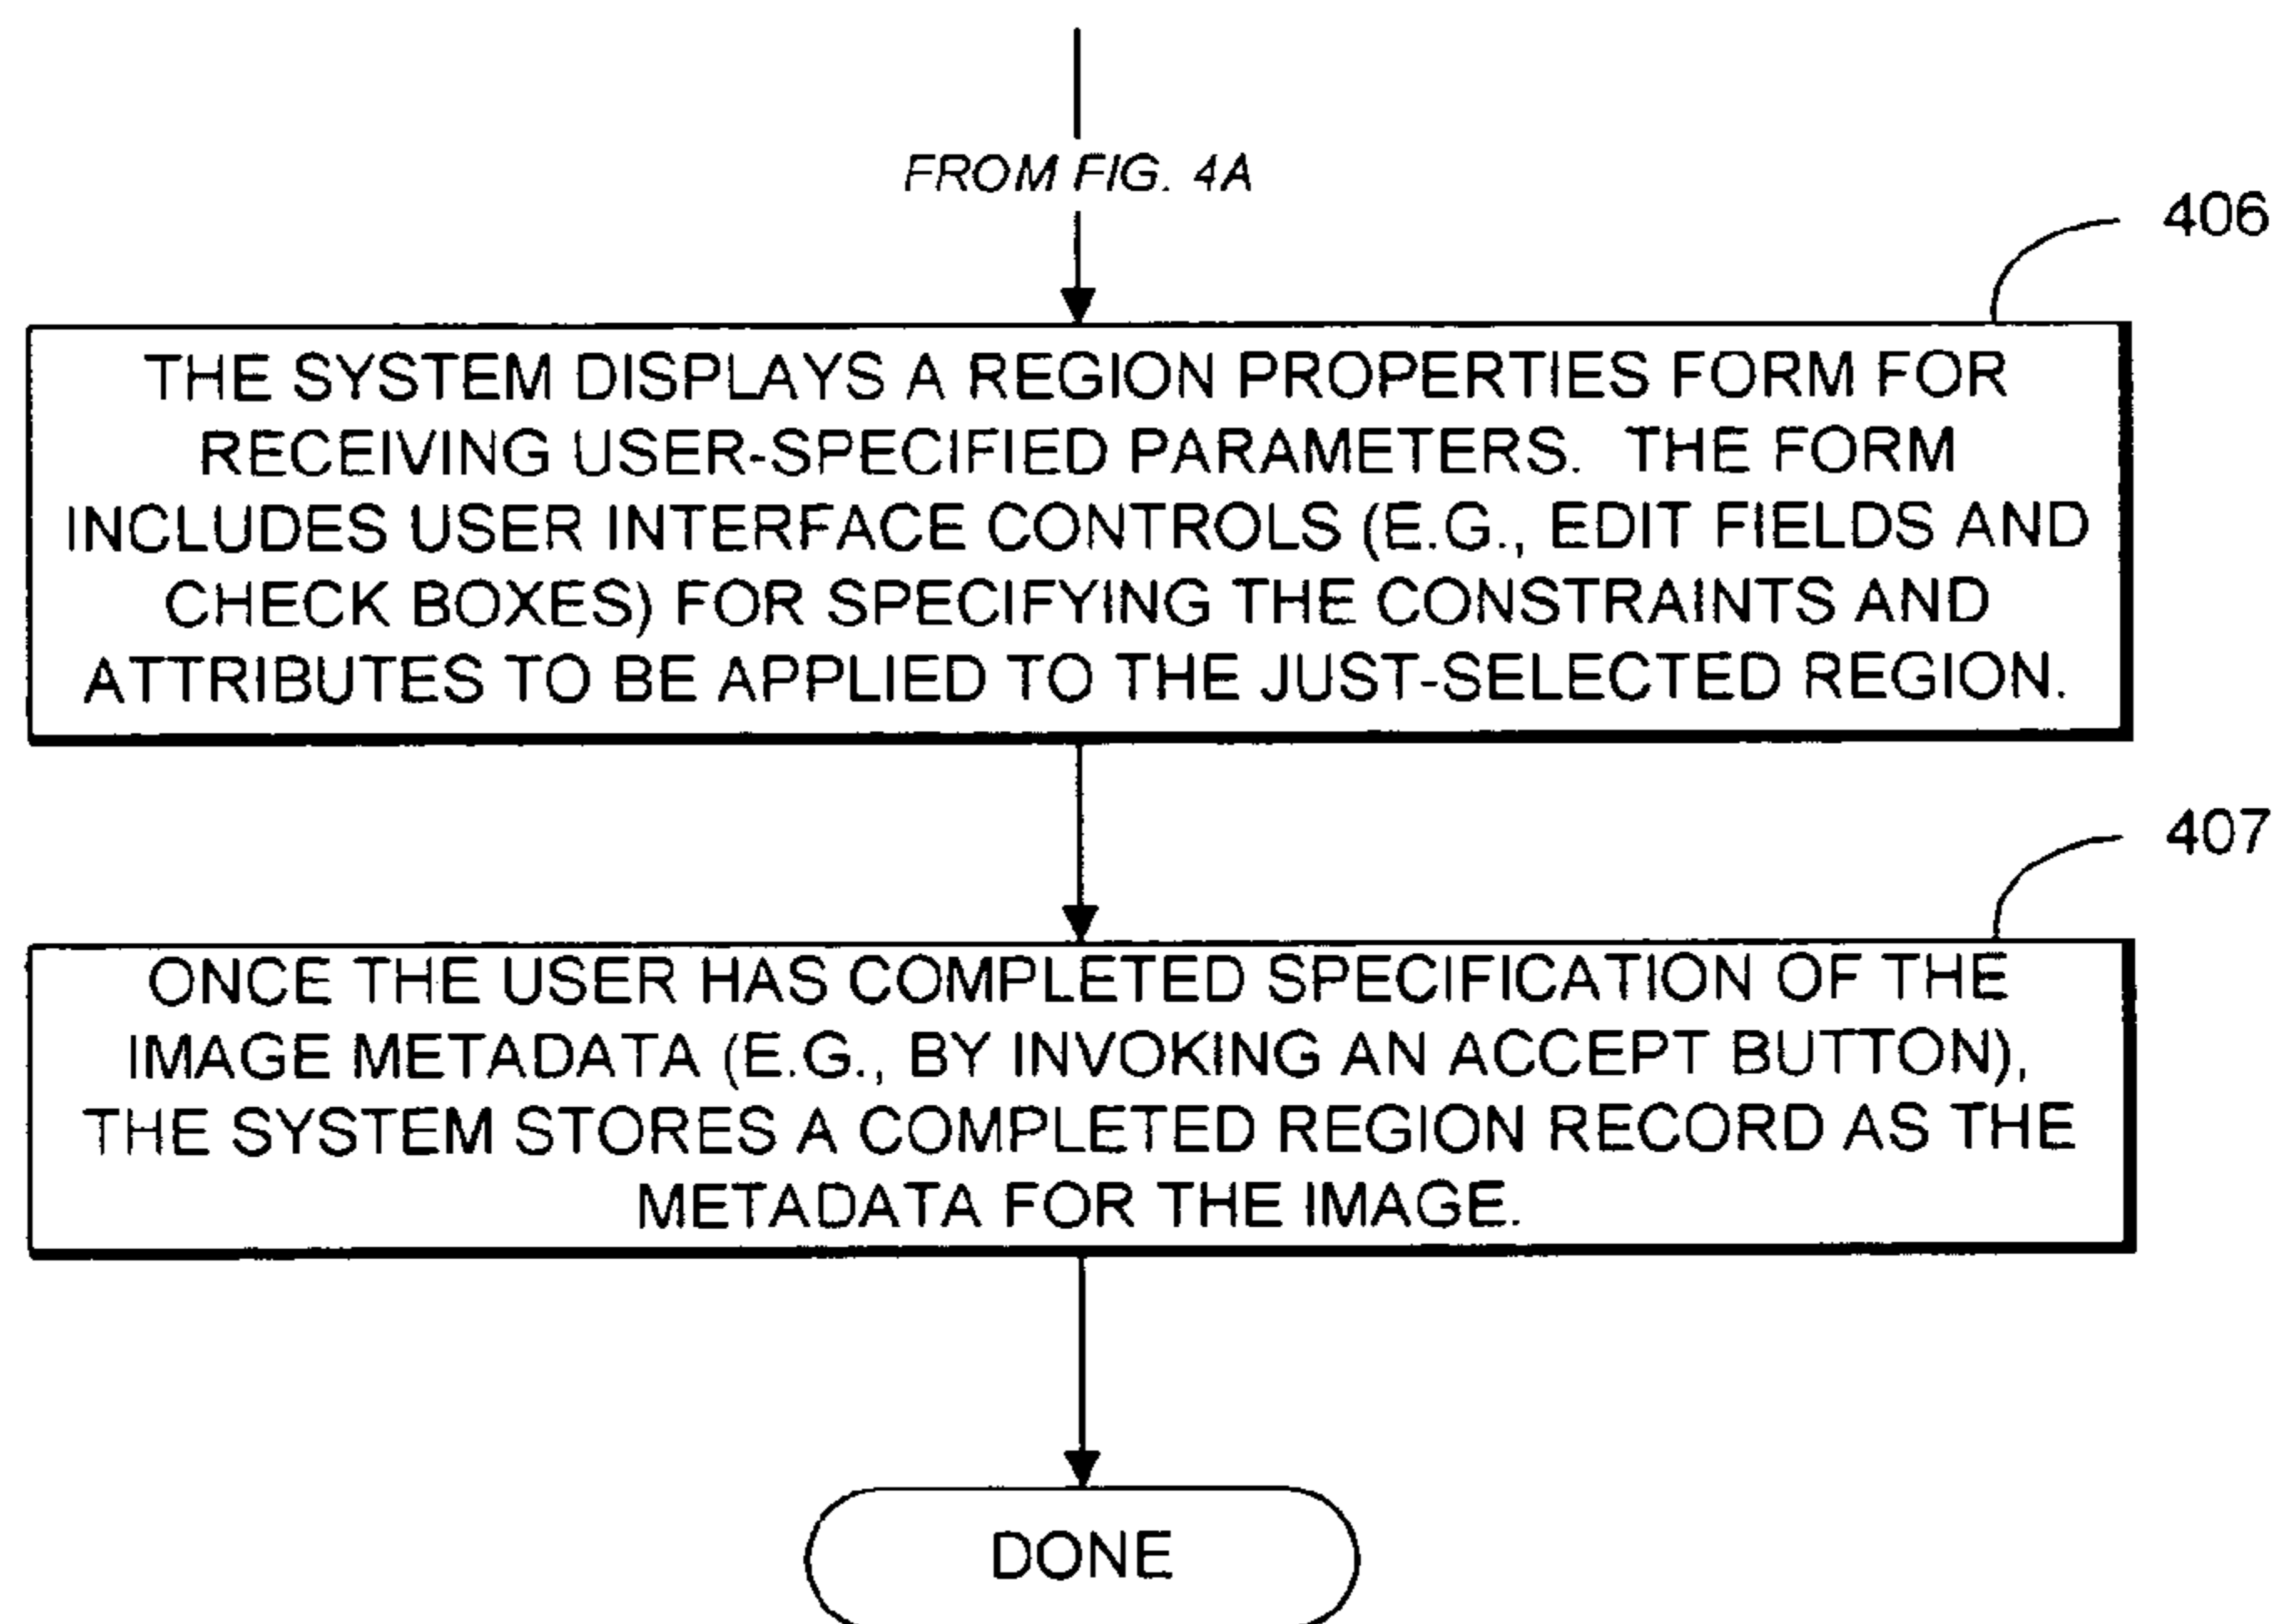 FROM FIG. 4A
406
THE SYSTEM DISPLAYS A REGION PROPERTIES FORM FOR
RECEIVING USER-SPECIFIED PARAMETERS. THE FORM
INCLUDES USER INTERFACE CONTROLS (E.G., EDIT FIELDS AND
CHECK BOXES) FOR SPECIFYING THE CONSTRAINTS AND
ATTRIBUTES TO BE APPLIED TO THE JUST-SELECTED REGION.
407
ONCE THE USER HAS COMPLETED SPECIFICATION OF THE
IMAGE METADATA (E.G., BY INVOKING AN ACCEPT BUTTON),
THE SYSTEM STORES A COMPLETED REGION RECORD AS THE
METADATA FOR THE IMAGE.
DONE